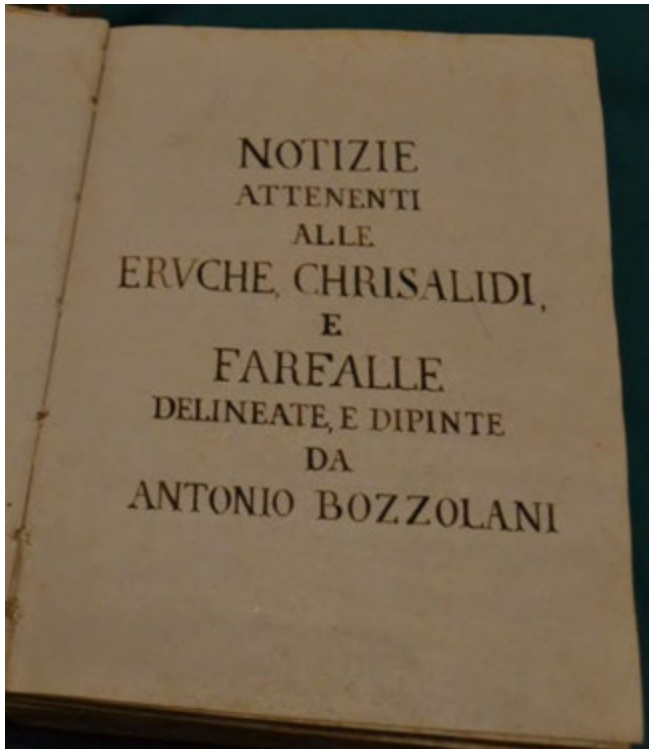 NOTIZIE
ATTENENTI
ALLE
ERVCHE, CHRISALIDI,
E
FARFALLE
DELINEATE, E DIPINTE
DA
ANTONIO BOZZOLANI